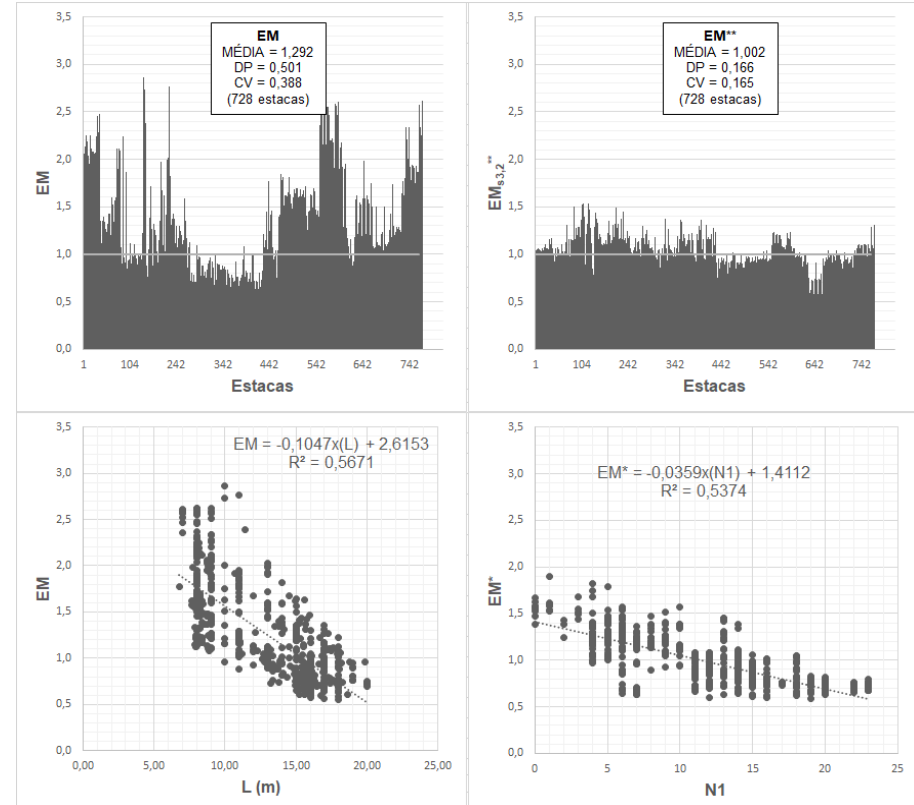 3,5
3,0
2,5
2,0
1,5
1,0
0,5
0,0
EM
EM
MÉDIA = 1,292
DP = 0,501
CV = 0,388
(728 estacas)
1 104 242 342 442 542 642 742
Estacas
3,5
3,0
2,5
2,0
1,5
1,0
0,5
0,0
EMs3,2**
EM**
MÉDIA = 1,002
DP = 0,166
CV = 0,165
(728 estacas)
1 104 242 342 442 542 642 742
Estacas
3,5
3,0
2,5
2,0
1,5
1,0
0,5
0,0
EM
EM = -0,1047x(L) + 2,6153
R² = 0,5671
0,00 5,00 10,00 15,00 20,00 25,00
L (m)
3,5
3,0
2,5
2,0
1,5
1,0
0,5
0,0
EM*
EM* = -0,0359x(N1) + 1,4112
R² = 0,5374
0 5 10 15 20 25
N1